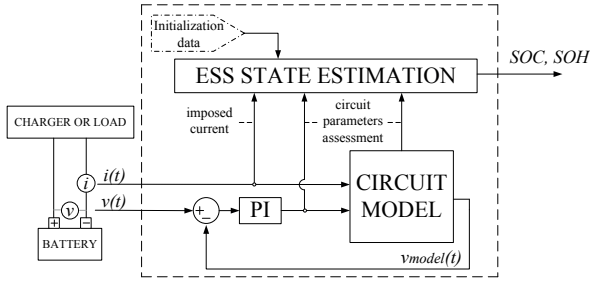 Initialization
data
ESS STATE ESTIMATION
SOC, SOH
imposed
current
circuit
parameters
assessment
CHARGER OR LOAD
i
i(t)
v
v(t)
+
−
BATTERY
+
−
PI
CIRCUIT
MODEL
vmodel(t)